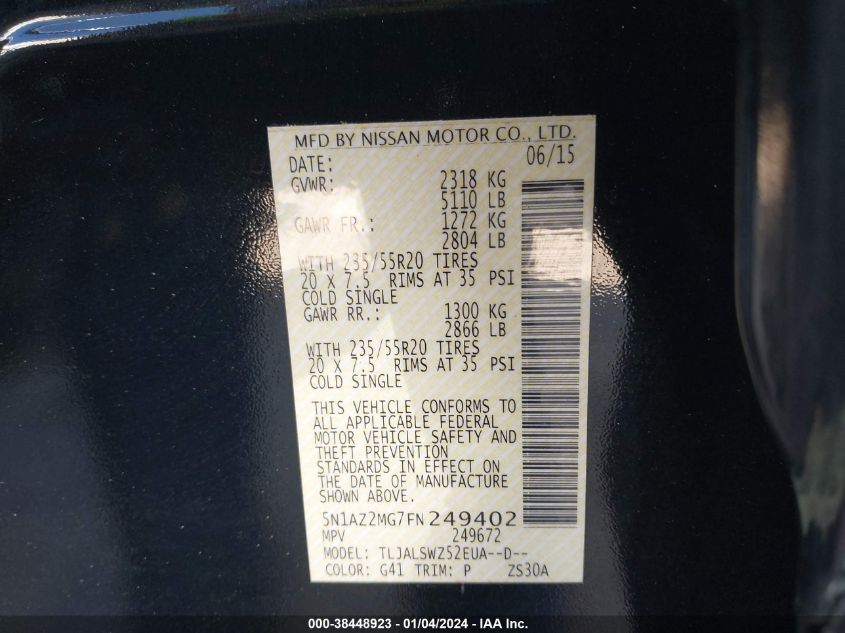 MFD BY NISSAN MOTOR CO., LTD.
DATE: 06/15
GVWR: 2318 KG
5110 LB
GAWR FR.: 1272 KG
2804 LB
WITH 235/55R20 TIRES
20 X 7.5 RIMS AT 35 PSI
COLD SINGLE
GAWR RR.: 1300 KG
2866 LB
WITH 235/55R20 TIRES
20 X 7.5 RIMS AT 35 PSI
COLD SINGLE
THIS VEHICLE CONFORMS TO
ALL APPLICABLE FEDERAL
MOTOR VEHICLE SAFETY AND
THEFT PREVENTION
STANDARDS IN EFFECT ON
THE DATE OF MANUFACTURE
SHOWN ABOVE.
5N1AZ2MG7FN249402
MPV 249672
MODEL: TLJALSWZ52EUA--D--
COLOR: G41 TRIM: P ZS30A
000-38448923 — 01/04/2024 — IAA Inc.